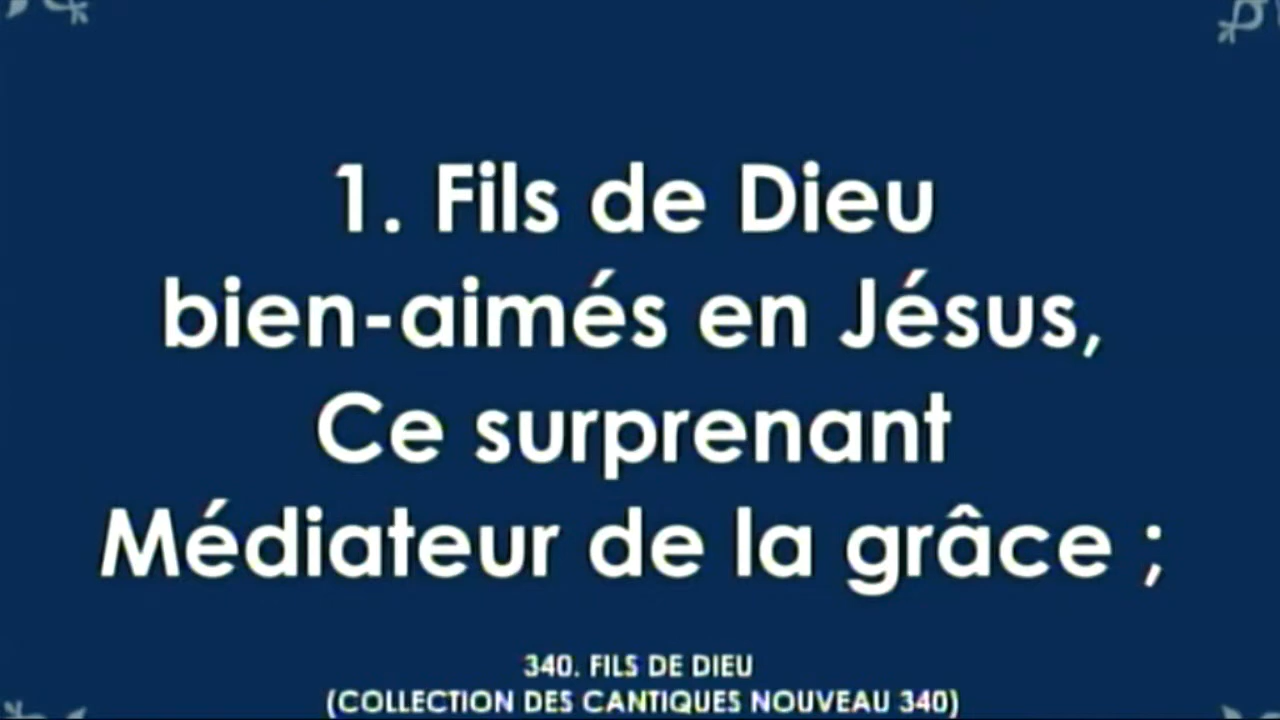 1. Fils de Dieu
bien-aimés en Jésus,
Ce surprenant
Médiateur de la grâce ;
340. FILS DE DIEU
(COLLECTION DES CANTIQUES NOUVEAU 340)